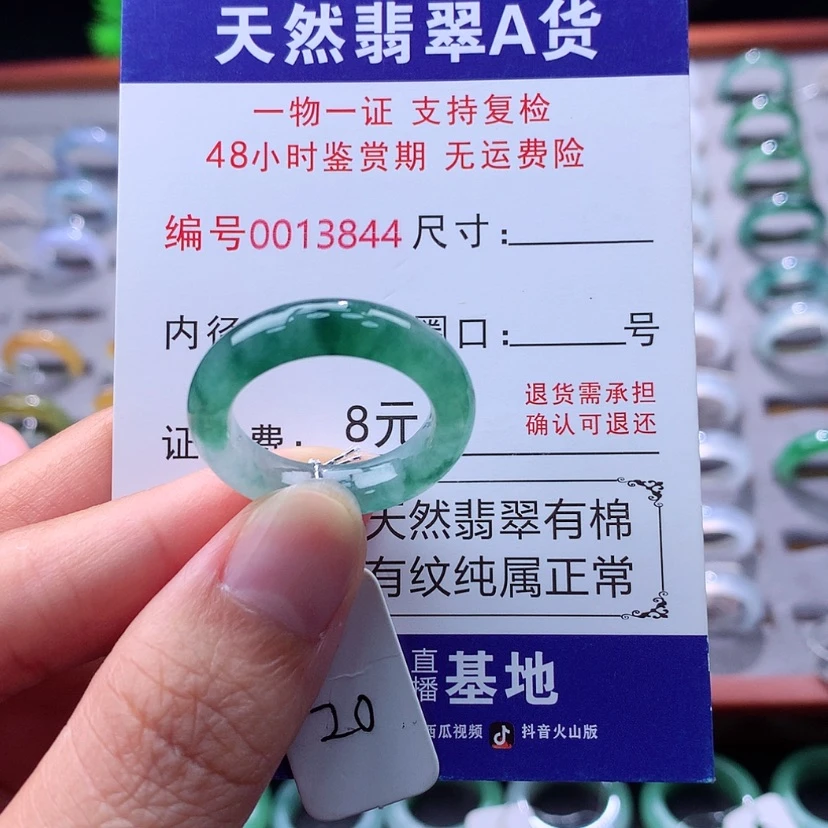 天然翡翠A货
一物一证 支持复检
48小时鉴赏期 无运费险
编号0013844 尺寸:
内径 圈口: 号
退货需承担
确认可退还
证 费: 8元
天然翡翠有棉
有纹纯属正常
直播基地
西瓜视频 抖音火山版
20